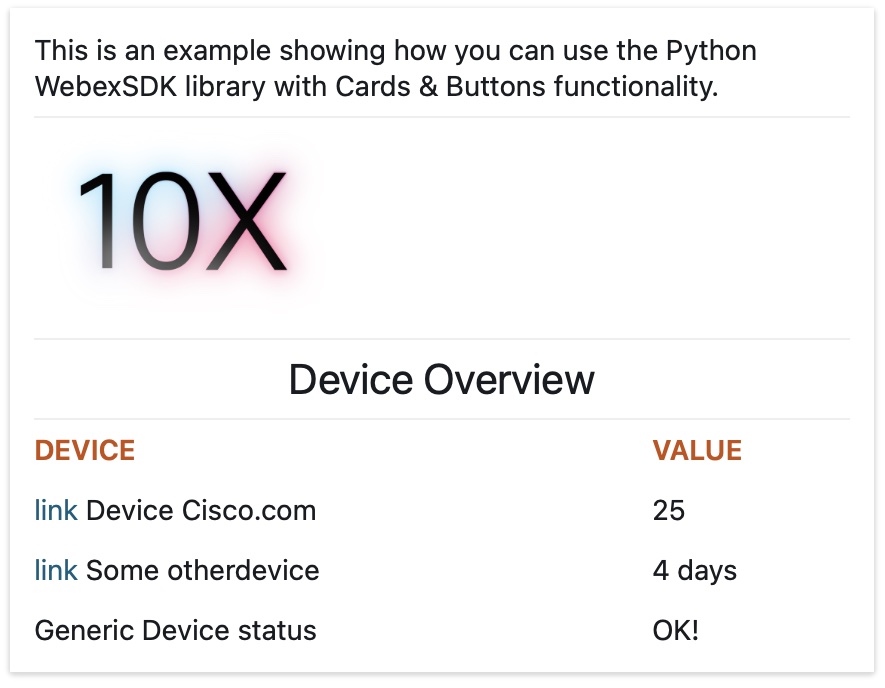 This is an example showing how you can use the Python
WebexSDK library with Cards & Buttons functionality.
10X
Device Overview
DEVICE VALUE
link Device Cisco.com 25
link Some otherdevice 4 days
Generic Device status OK!